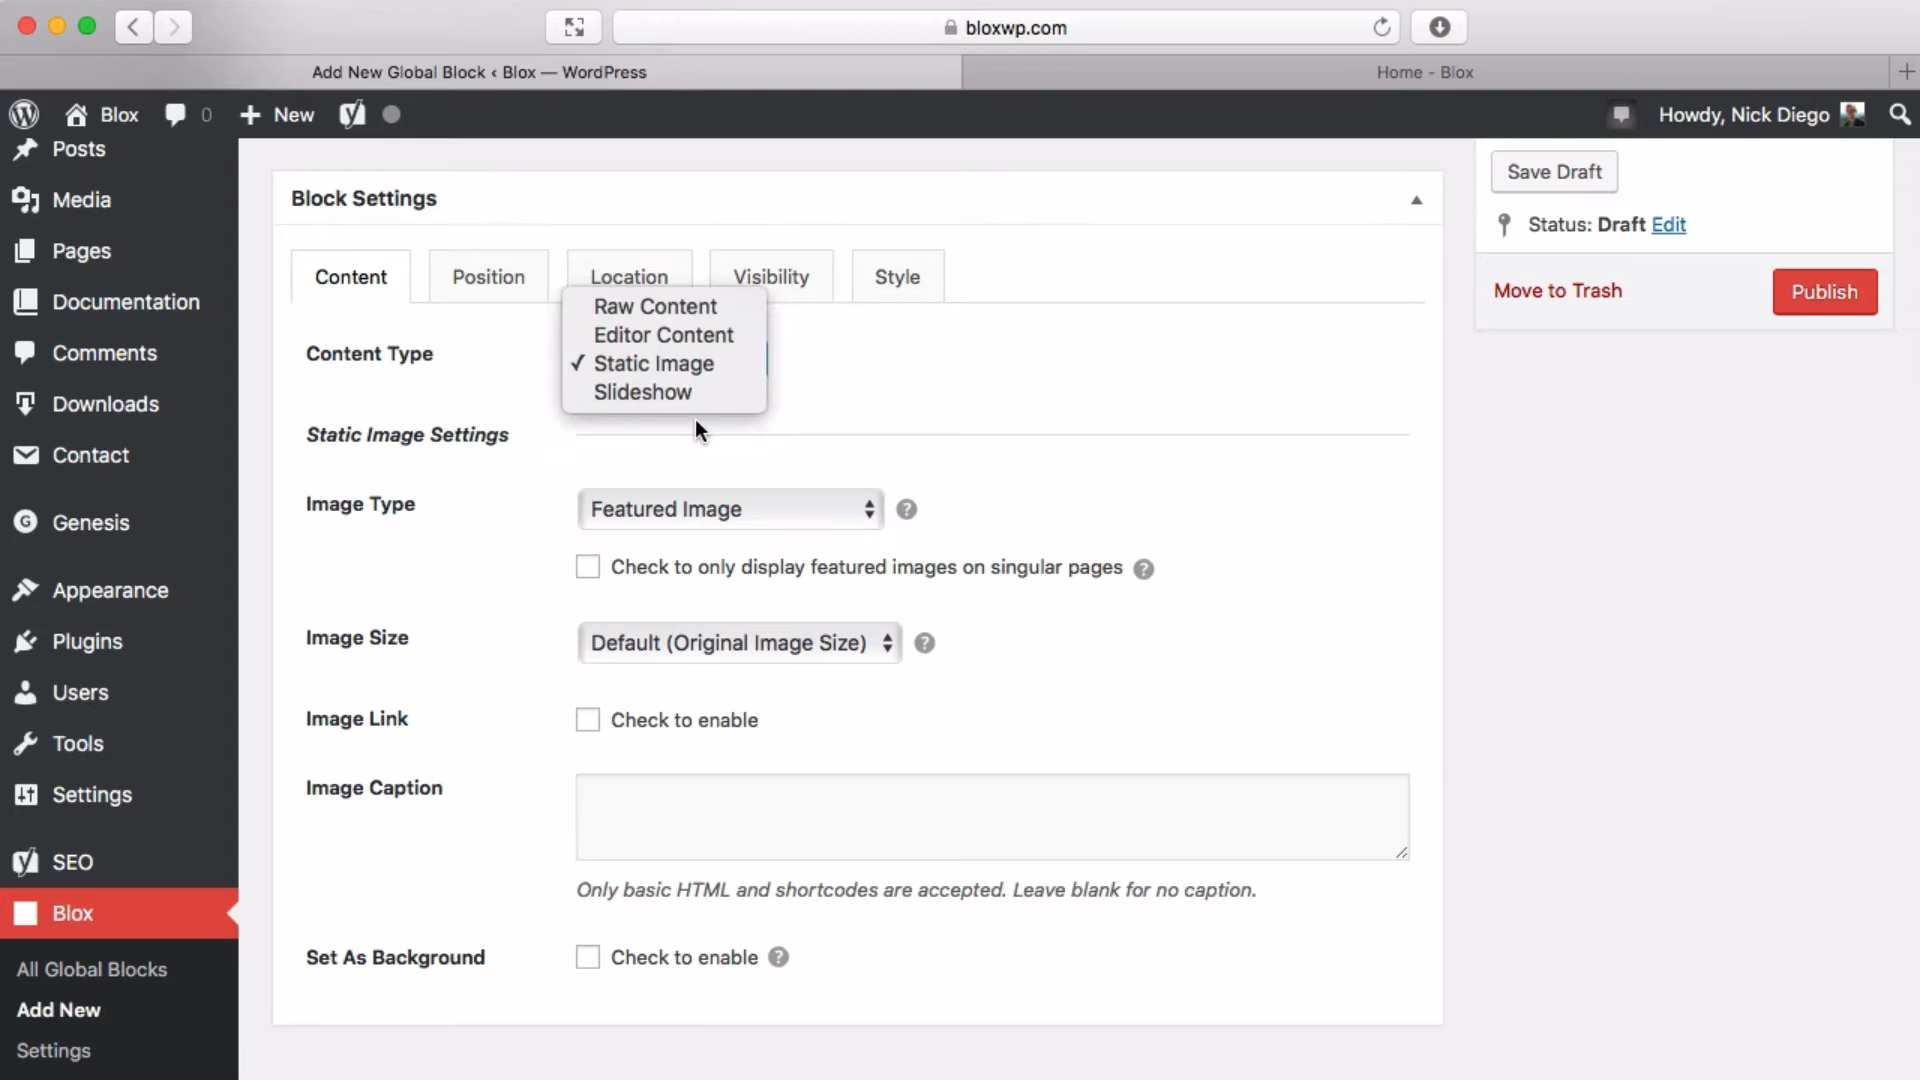 bloxwp.com
Add New Global Block ‹ Blox — WordPress
Home - Blox
Blox
0
New
Howdy, Nick Diego
Posts
Media
Pages
Documentation
Comments
Downloads
Contact
Genesis
Appearance
Plugins
Users
Tools
Settings
SEO
Blox
All Global Blocks
Add New
Settings
Block Settings
Content
Position
Location
Visibility
Style
Content Type
Raw Content
Editor Content
✓ Static Image
Slideshow
Static Image Settings
Image Type
Featured Image
?
Check to only display featured images on singular pages ?
Image Size
Default (Original Image Size)
?
Image Link
Check to enable
Image Caption
Only basic HTML and shortcodes are accepted. Leave blank for no caption.
Set As Background
Check to enable ?
Save Draft
Status: Draft Edit
Move to Trash
Publish